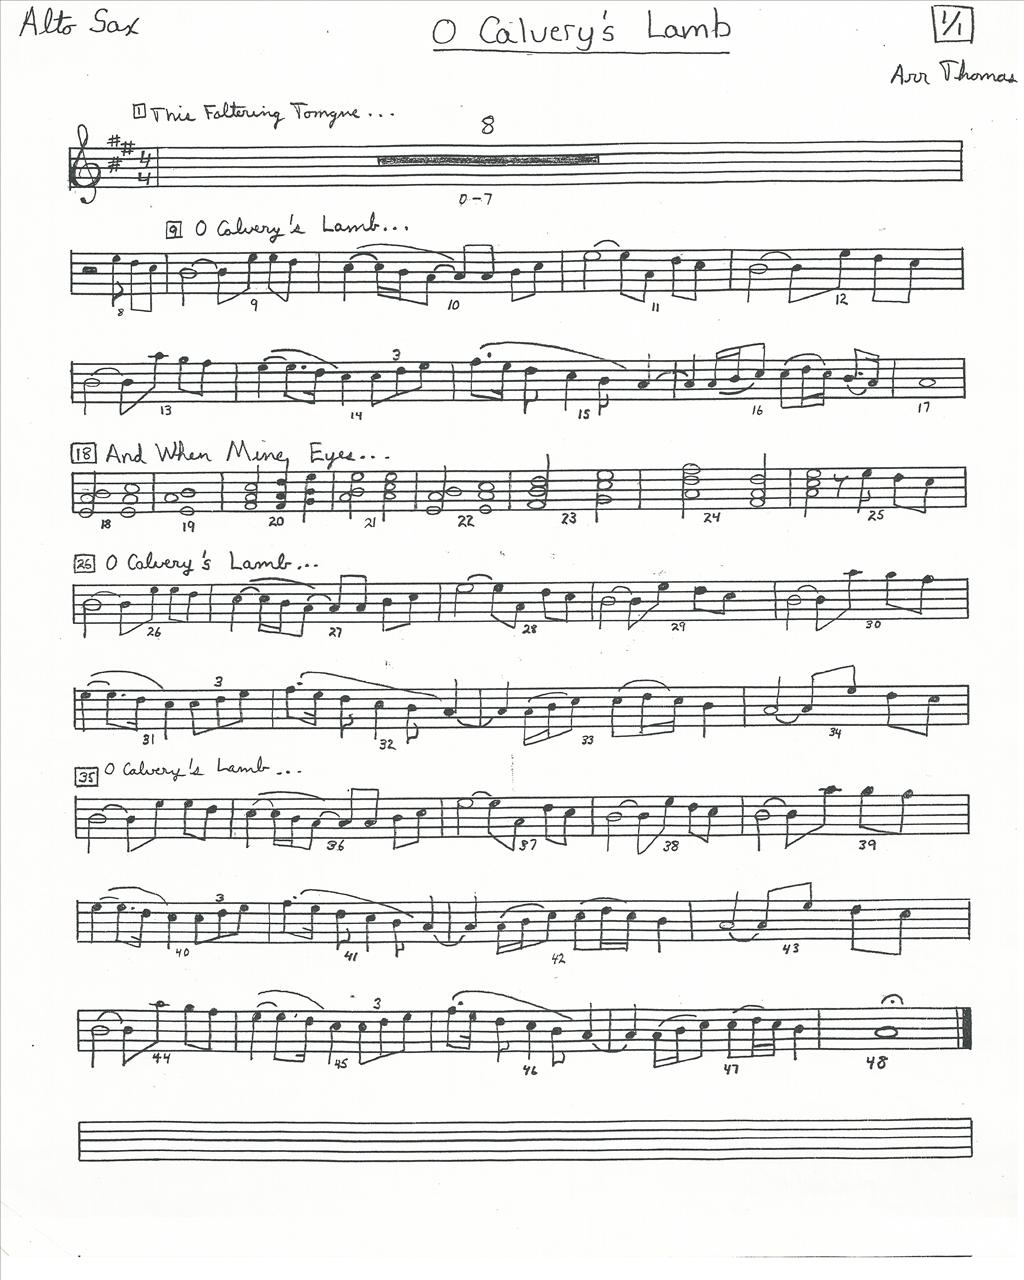 Alto Sax
O Calvery's Lamb
1/1
Arr Thomas
1 This Faltering Tongue...
8
4
4
0-7
9 O Calvery's Lamb...
8 9 10 11 12
3
13 14 15 16 17
18 And When Mine Eyes...
18 19 20 21 22 23 24 25
26 O Calvery's Lamb...
26 27 28 29 30
3
31 32 33 34
35 O Calvery's Lamb...
36 37 38 39
3
40 41 42 43
3
44 45 46 47 48